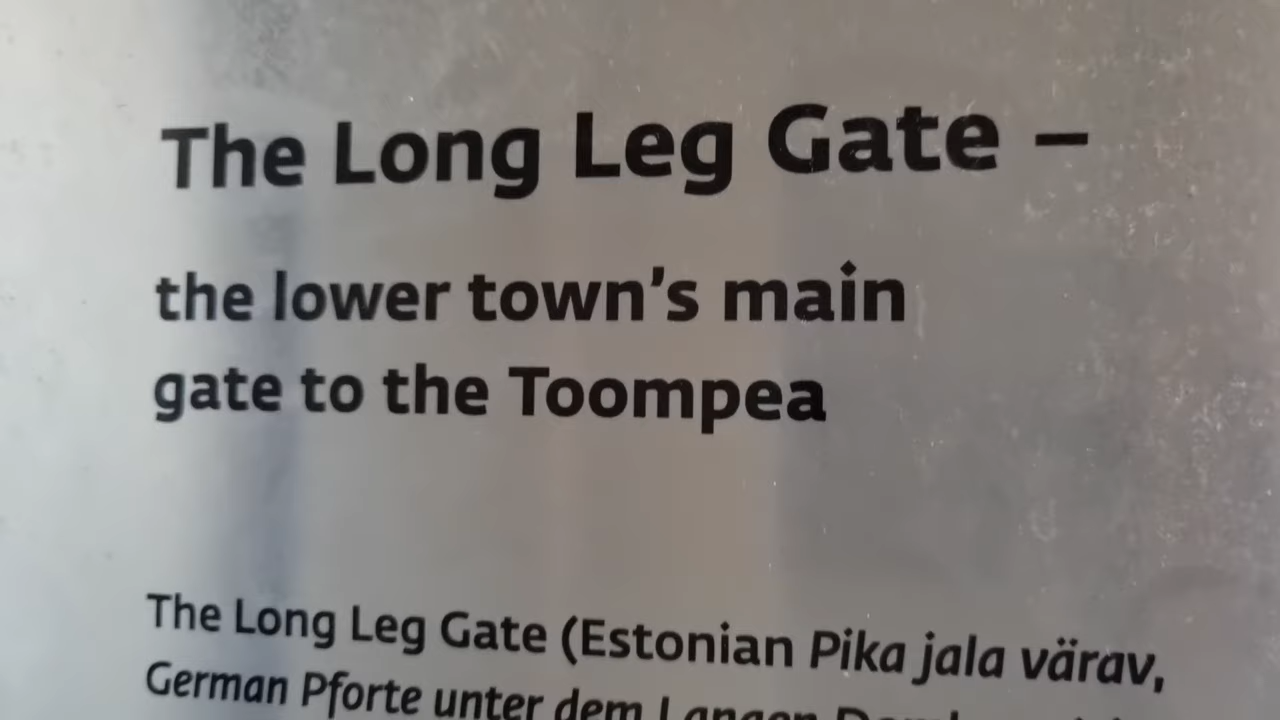 The Long Leg Gate –
the lower town's main
gate to the Toompea
The Long Leg Gate (Estonian Pika jala värav,
German Pforte unter dem Langen